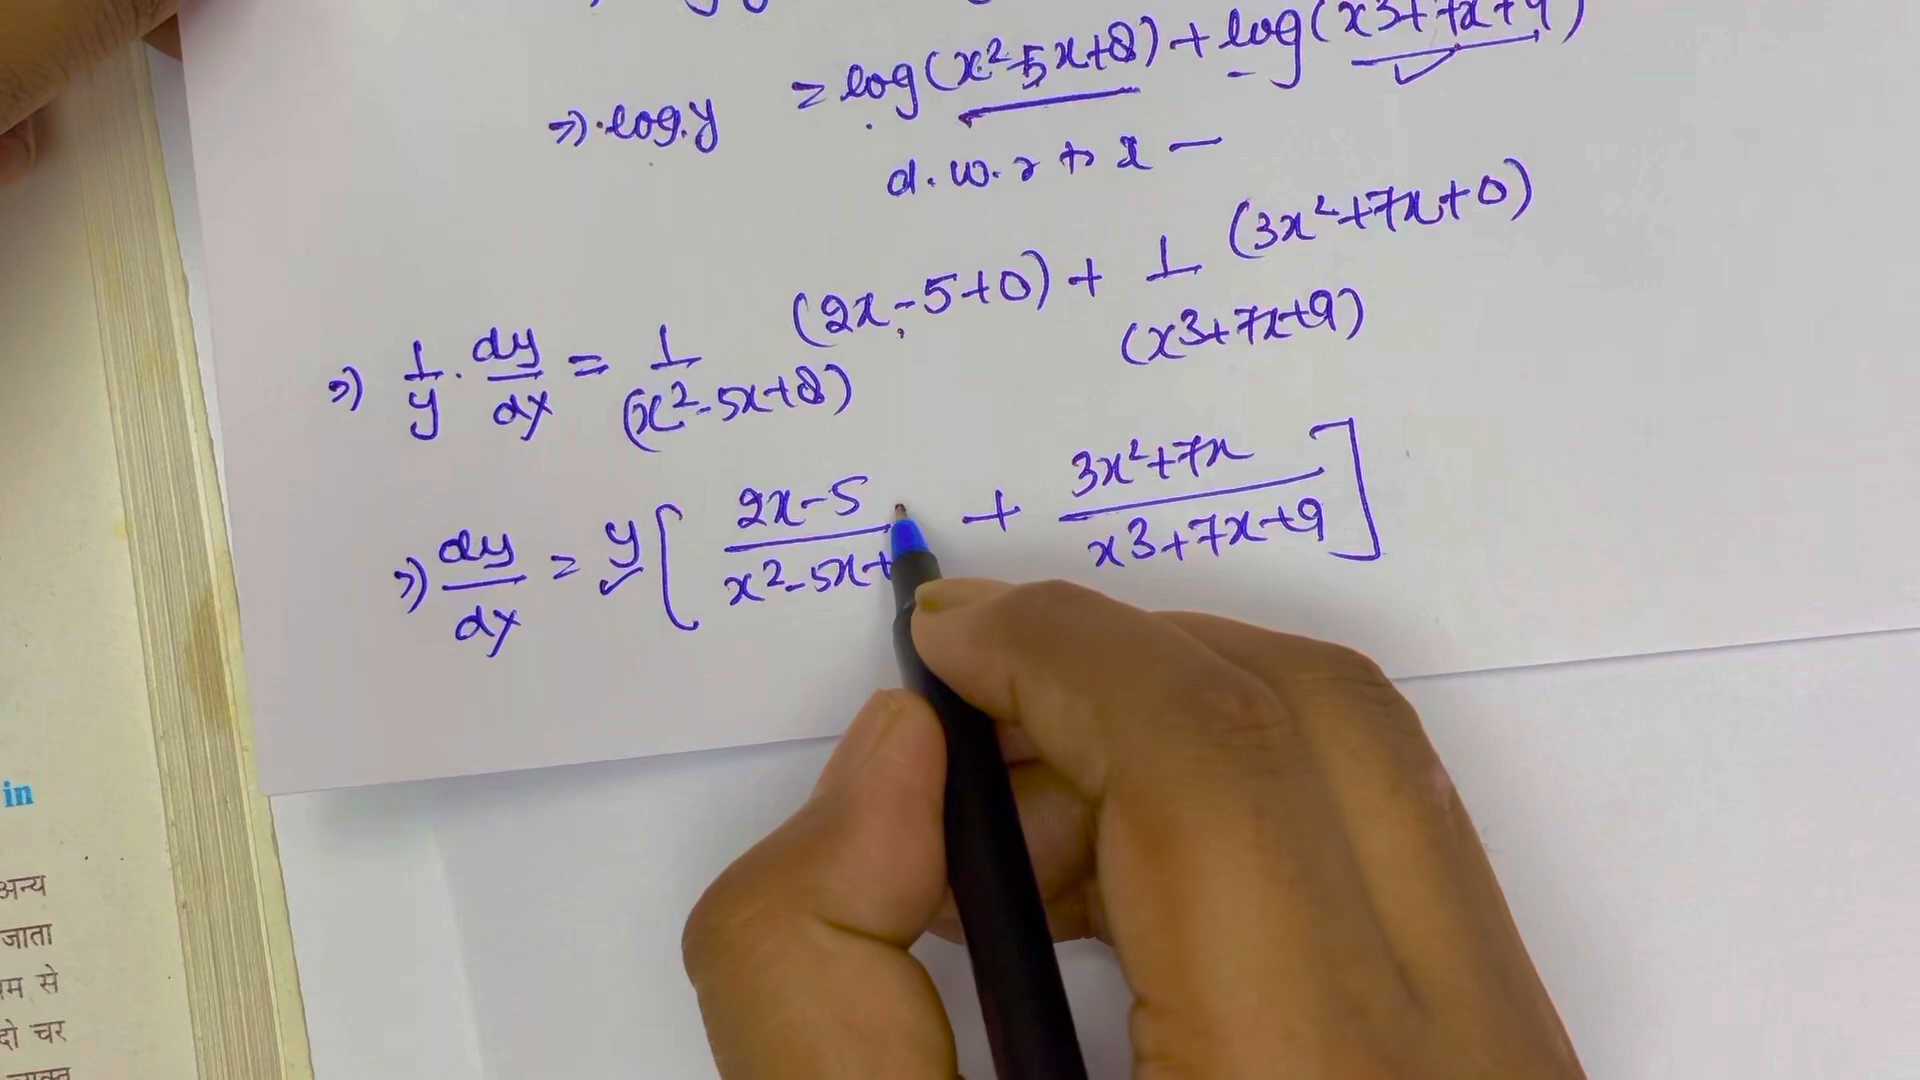 ⇒ log y = log(x²-5x+8) + log(x3+7x+9)
d.w.r to x —
⇒ 1/y . dy/dx = 1/(x²-5x+8) (2x-5+0) + 1/(x3+7x+9) (3x²+7x+0)
⇒ dy/dx = y[ 2x-5/x²-5x+ + 3x²+7x/x3+7x+9 ]
in
अन्य
जाता
से
दो चर